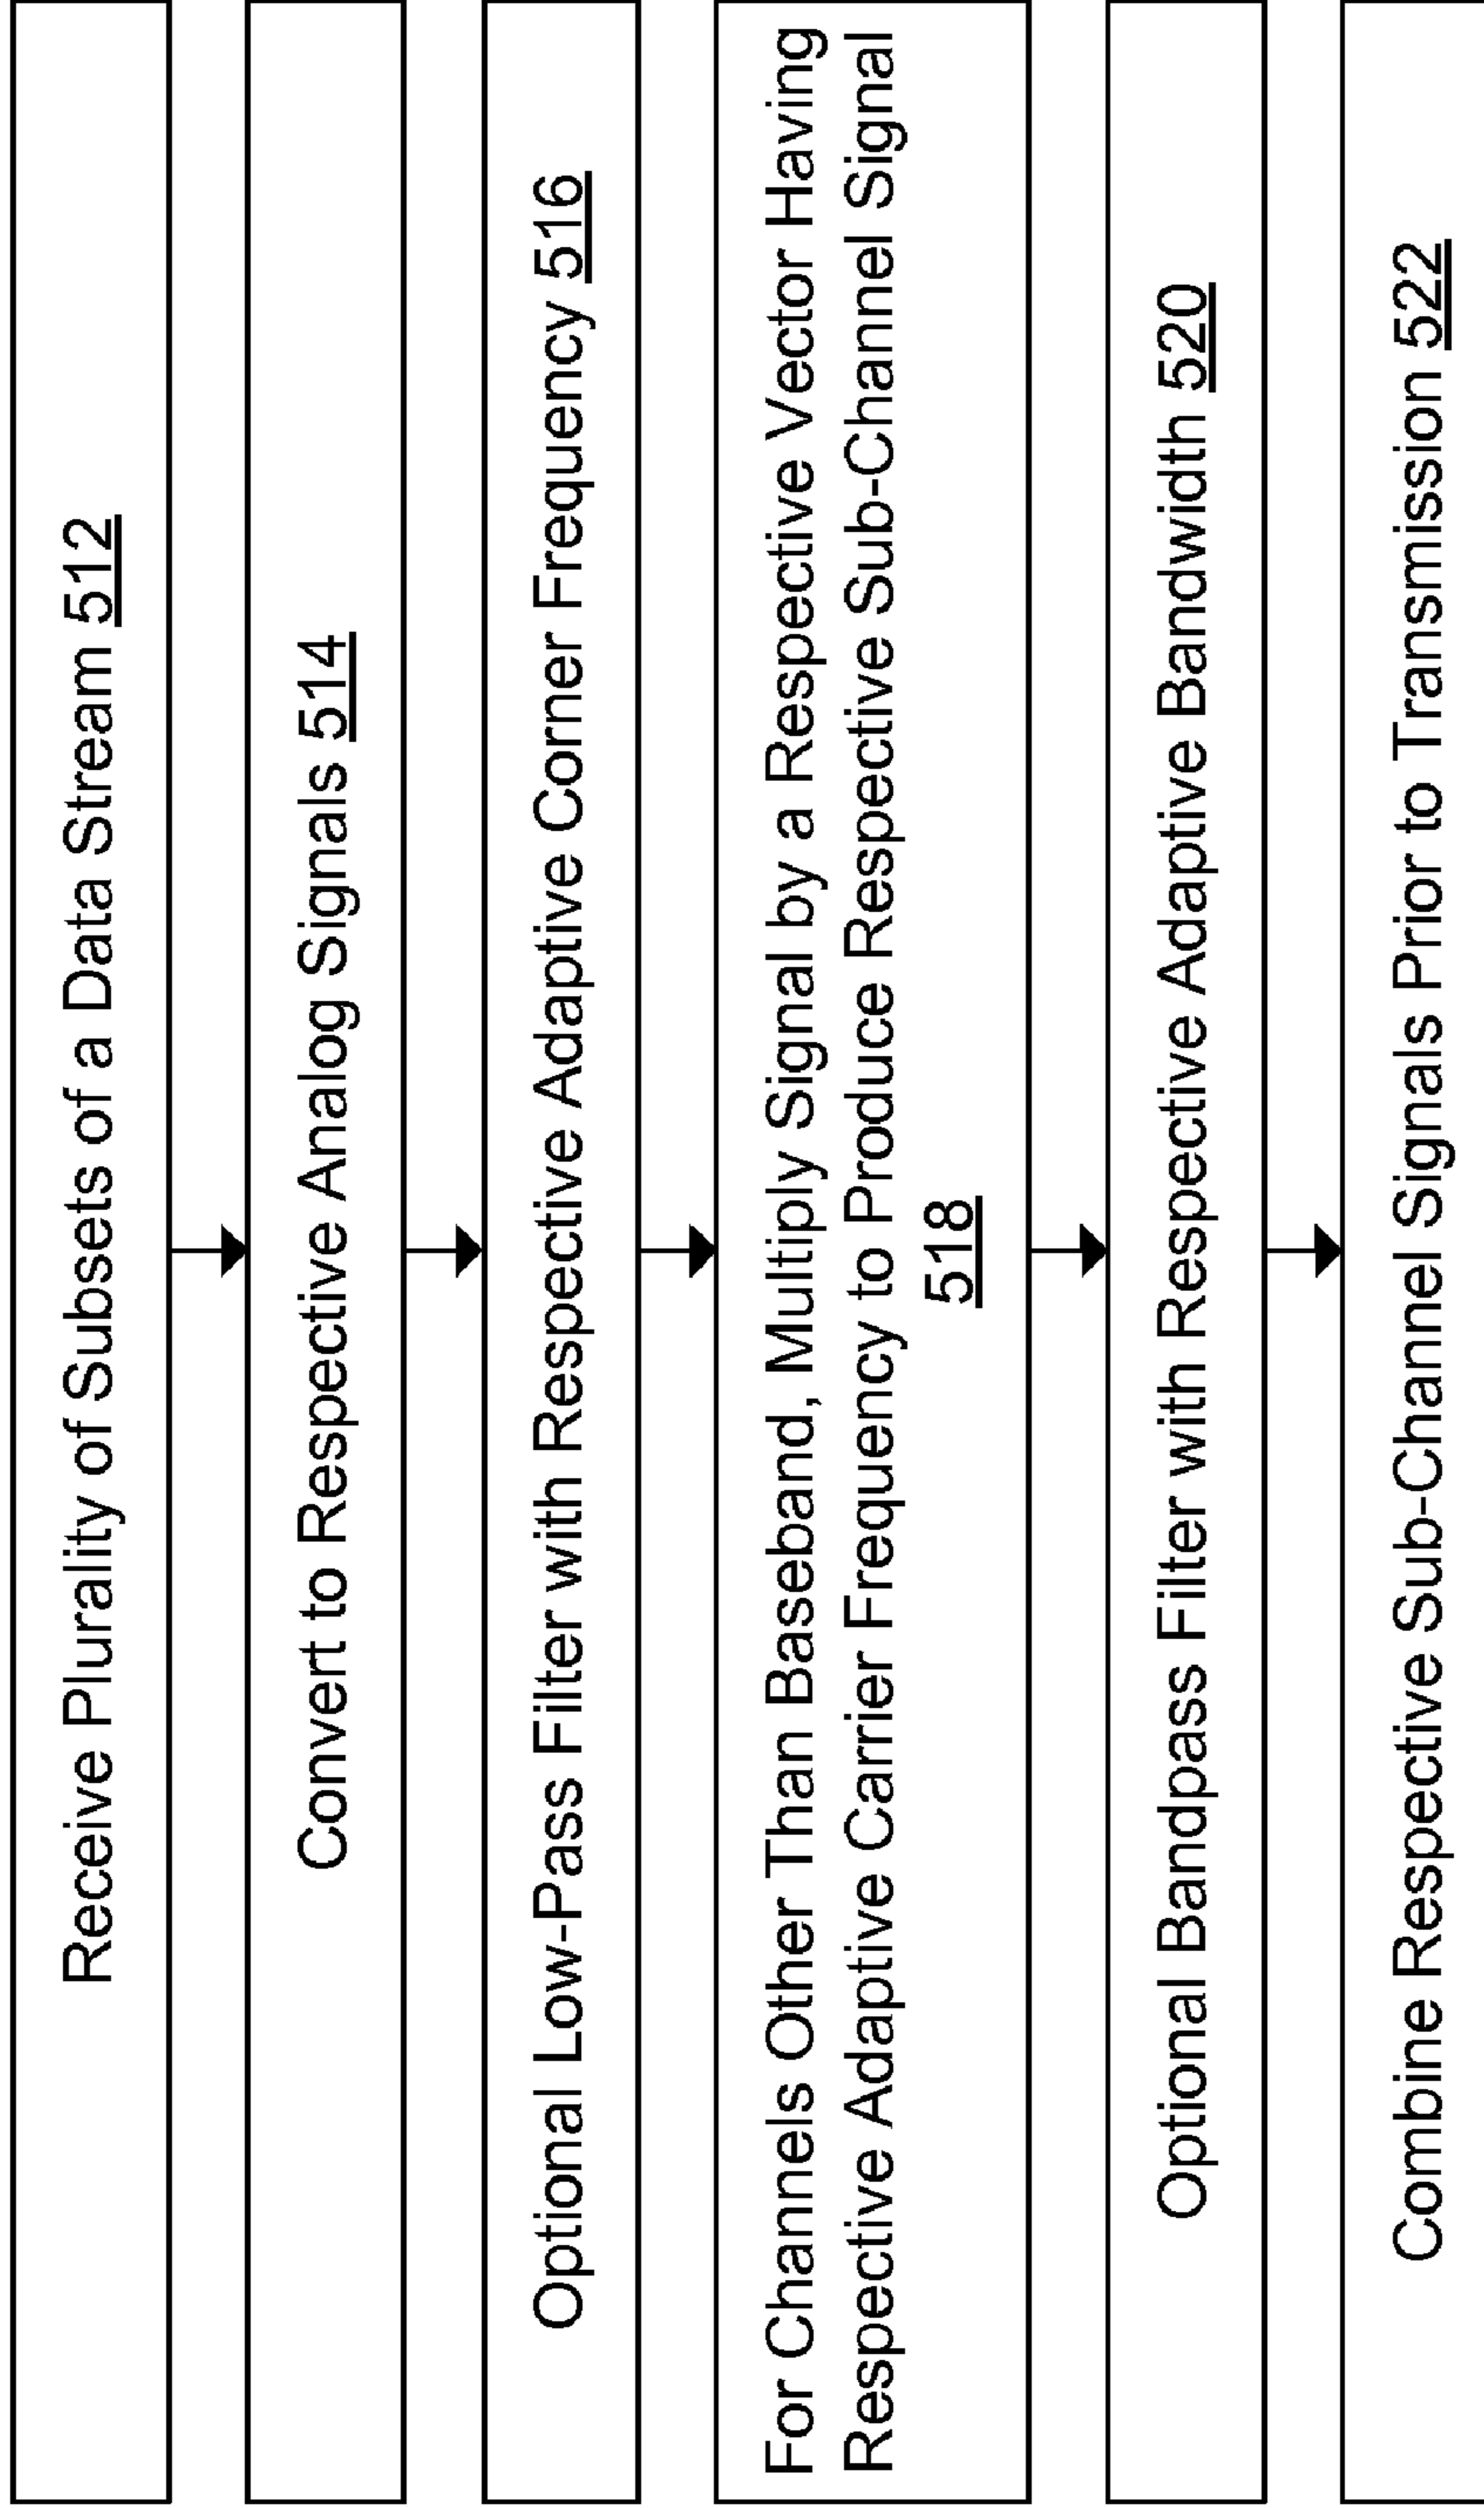 Receive Plurality of Subsets of a Data Stream 512
Convert to Respective Analog Signals 514
Optional Low-Pass Filter with Respective Adaptive Corner Frequency 516
For Channels Other Than Baseband, Multiply Signal by a Respective Vector Having
Respective Adaptive Carrier Frequency to Produce Respective Sub-Channel Signal
518
Optional Bandpass Filter with Respective Adaptive Bandwidth 520
Combine Respective Sub-Channel Signals Prior to Transmission 522